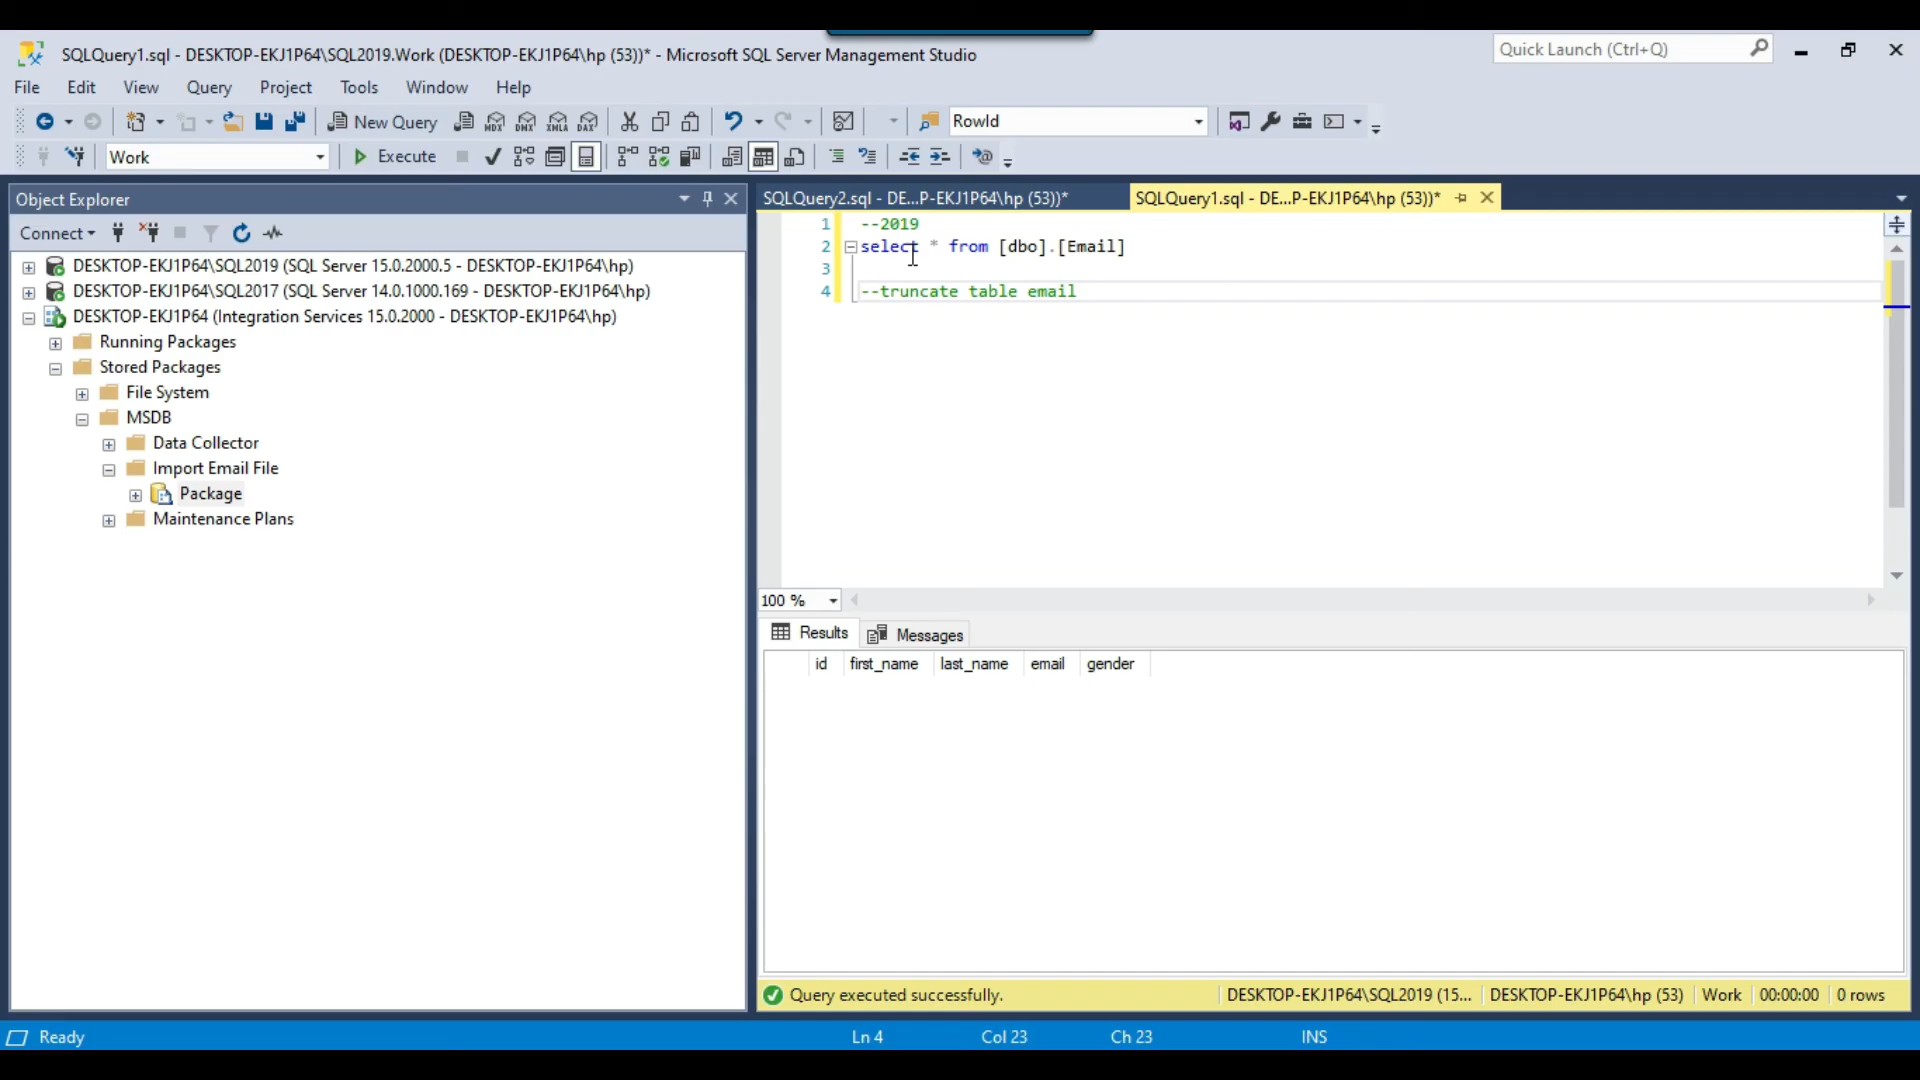 SQLQuery1.sql - DESKTOP-EKJ1P64\SQL2019.Work (DESKTOP-EKJ1P64\hp (53))* - Microsoft SQL Server Management Studio
Quick Launch (Ctrl+Q)
File Edit View Query Project Tools Window Help
New Query
MDX DMX XMLA DAX
RowId
Work
Execute
Object Explorer
Connect
DESKTOP-EKJ1P64\SQL2019 (SQL Server 15.0.2000.5 - DESKTOP-EKJ1P64\hp)
DESKTOP-EKJ1P64\SQL2017 (SQL Server 14.0.1000.169 - DESKTOP-EKJ1P64\hp)
DESKTOP-EKJ1P64 (Integration Services 15.0.2000 - DESKTOP-EKJ1P64\hp)
Running Packages
Stored Packages
File System
MSDB
Data Collector
Import Email File
Package
Maintenance Plans
SQLQuery2.sql - DE...P-EKJ1P64\hp (53))*
SQLQuery1.sql - DE...P-EKJ1P64\hp (53))*
1 --2019
2 select * from [dbo].[Email]
3
4 --truncate table email
100 %
Results Messages
id first_name last_name email gender
Query executed successfully.
DESKTOP-EKJ1P64\SQL2019 (15... DESKTOP-EKJ1P64\hp (53) Work 00:00:00 0 rows
Ready Ln 4 Col 23 Ch 23 INS